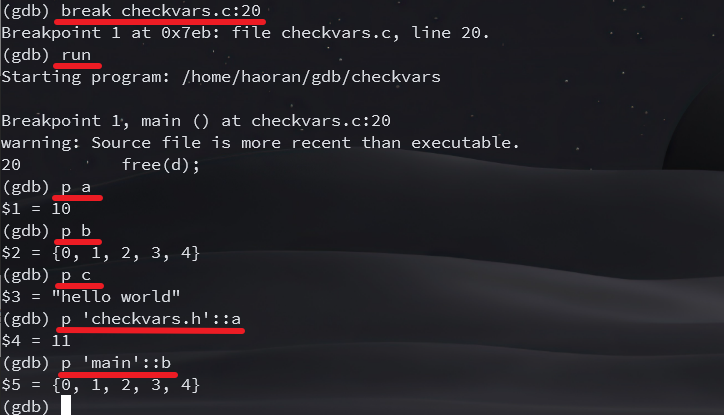 (gdb) break checkvars.c:20
Breakpoint 1 at 0x7eb: file checkvars.c, line 20.
(gdb) run
Starting program: /home/haoran/gdb/checkvars
Breakpoint 1, main () at checkvars.c:20
warning: Source file is more recent than executable.
20 free(d);
(gdb) p a
$1 = 10
(gdb) p b
$2 = {0, 1, 2, 3, 4}
(gdb) p c
$3 = "hello world"
(gdb) p 'checkvars.h'::a
$4 = 11
(gdb) p 'main'::b
$5 = {0, 1, 2, 3, 4}
(gdb)